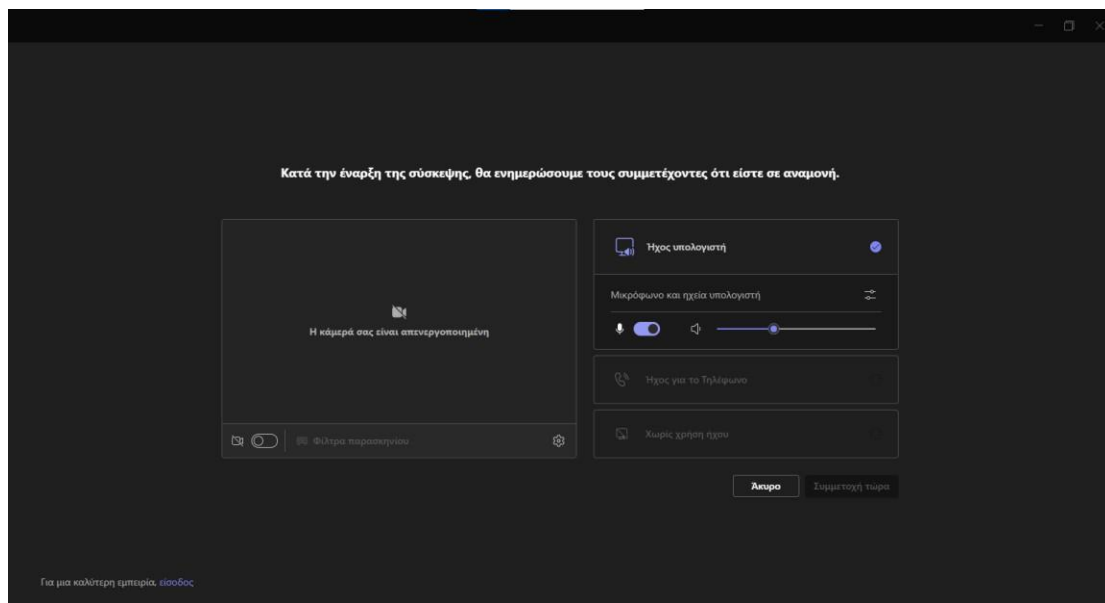 Κατά την έναρξη της σύσκεψης, θα ενημερώσουμε τους συμμετέχοντες ότι είστε σε αναμονή.
Η κάμερά σας είναι απενεργοποιημένη
Φίλτρα παρασκηνίου
Ήχος υπολογιστή
Μικρόφωνο και ηχεία υπολογιστή
Ήχος για το Τηλέφωνο
Χωρίς χρήση ήχου
Άκυρο
Συμμετοχή τώρα
Για μια καλύτερη εμπειρία, είσοδος